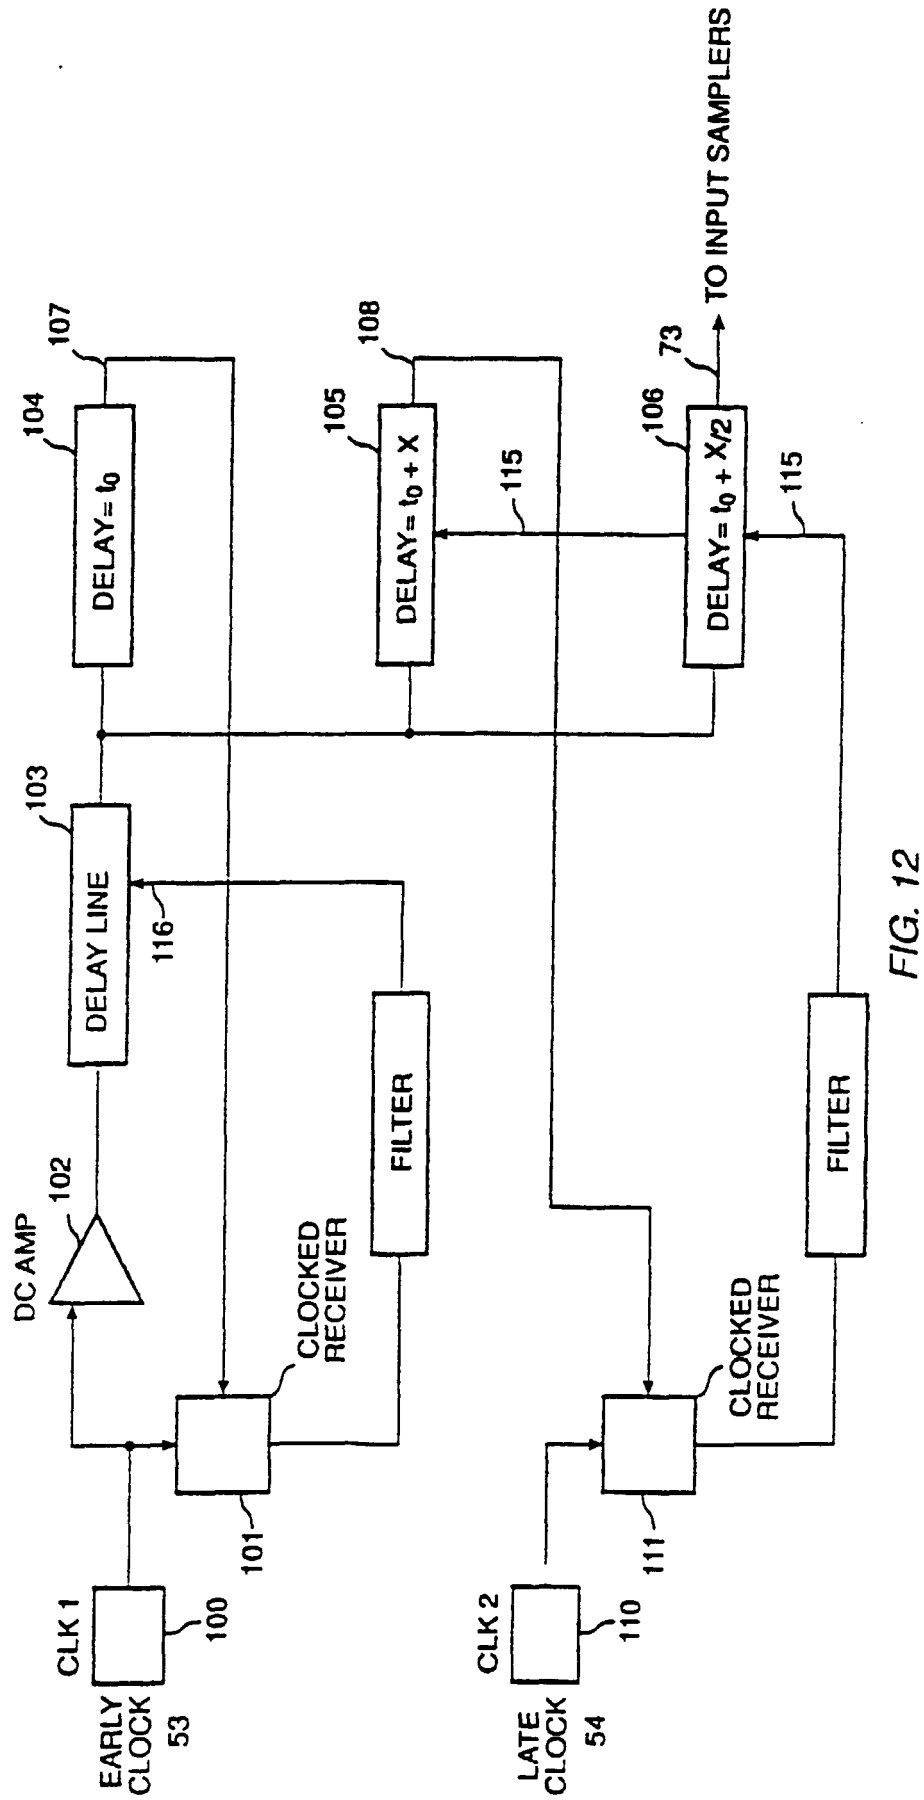 EARLY
CLOCK
53
CLK 1
100
101
DC AMP
102
CLOCKED
RECEIVER
FILTER
DELAY LINE
103
116
DELAY= t0
104
107
DELAY= t0 + X
105
108
115
DELAY= t0 + X/2
106
73
TO INPUT SAMPLERS
115
LATE
CLOCK
54
CLK 2
110
111
CLOCKED
RECEIVER
FILTER
FIG. 12